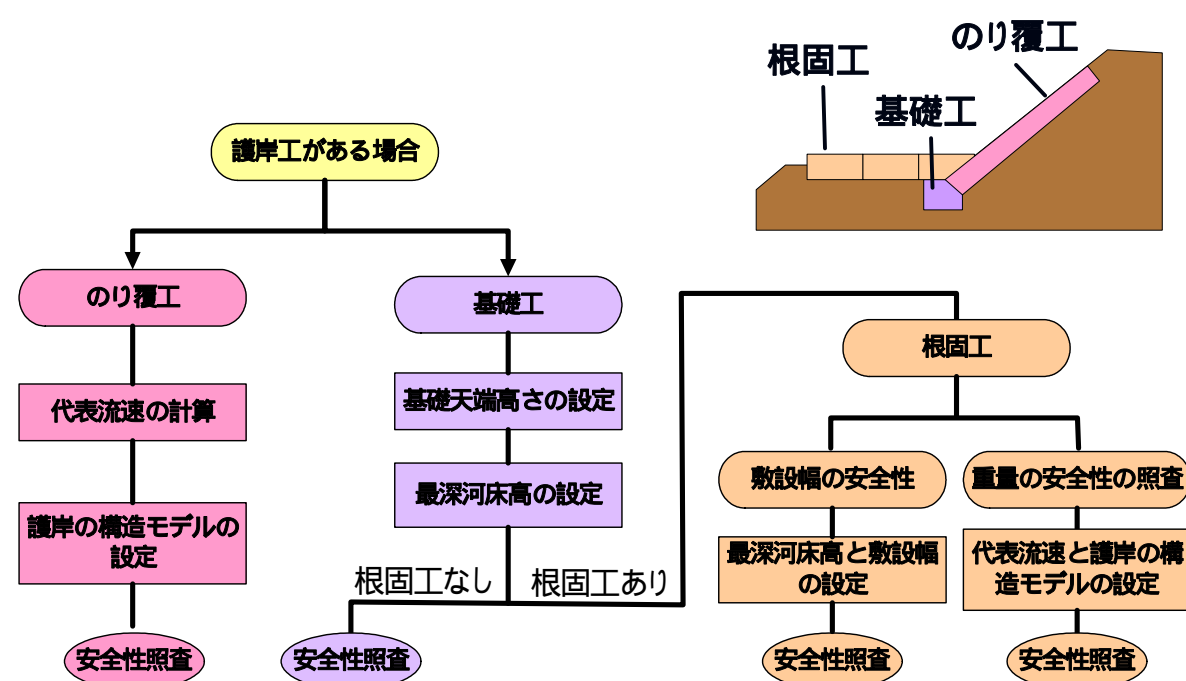 のり覆工
根固工
基礎工
護岸工がある場合
のり覆工
基礎工
根固工
代表流速の計算
基礎天端高さの設定
敷設幅の安全性
重量の安全性の照査
最深河床高の設定
護岸の構造モデルの
設定
最深河床高と敷設幅
の設定
代表流速と護岸の構
造モデルの設定
根固工なし
根固工あり
安全性照査
安全性照査
安全性照査
安全性照査